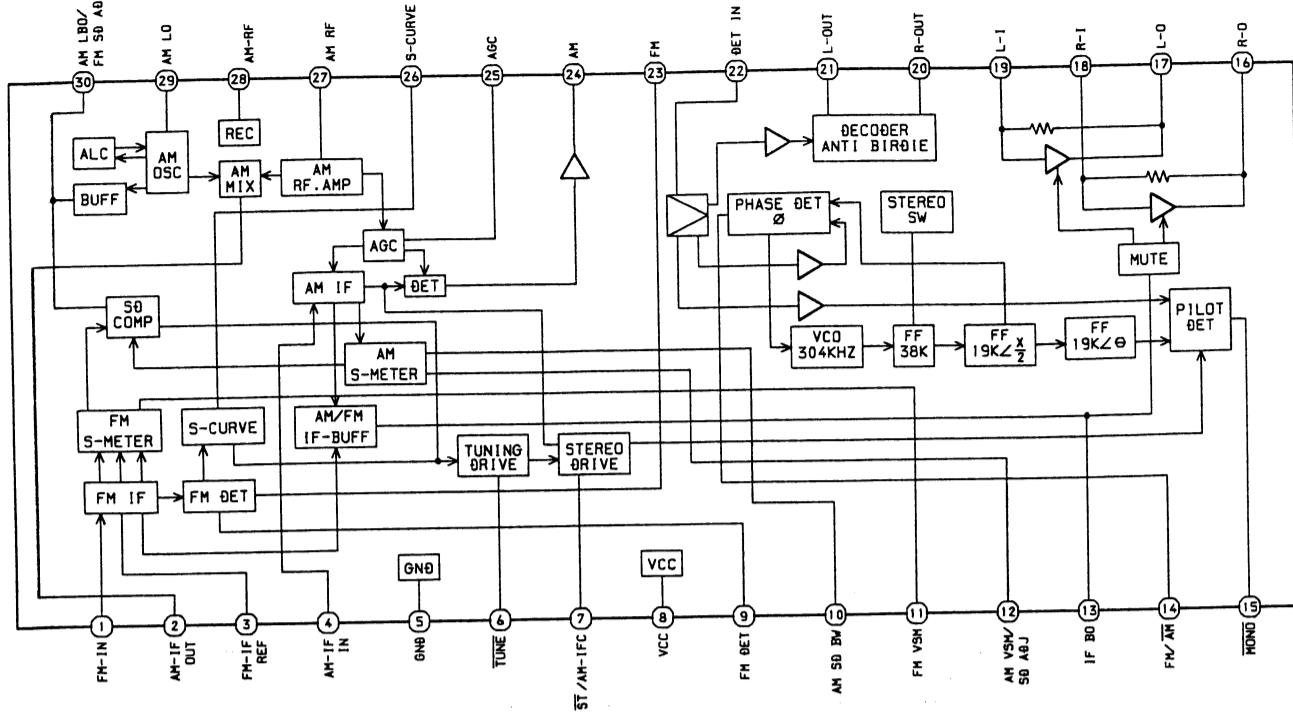 AM LBO/
FM SD ADJ
AM LO
AM-RF
AM RF
S-CURVE
AGC
AM
FM
DET IN
L-OUT
R-OUT
L-I
R-I
L-O
R-O
30
29
28
27
26
25
24
23
22
21
20
19
18
17
16
ALC
AM
OSC
BUFF
REC
AM
MIX
AM
RF.AMP
AGC
AM IF
DET
SD
COMP
AM
S-METER
FM
S-METER
S-CURVE
AM/FM
IF-BUFF
FM IF
FM DET
TUNING
DRIVE
STEREO
DRIVE
GND
VCC
DECODER
ANTI BIRDIE
PHASE DET
Ø
STEREO
SW
VCO
304KHZ
FF
38K
FF
19K∠X/2
FF
19K∠Θ
MUTE
PILOT
DET
1
2
3
4
5
6
7
8
9
10
11
12
13
14
15
FM-IN
AM-IF
OUT
FM-IF
REF
AM-IF
IN
GND
TUNE
ST/AM-IFC
VCC
FM DET
AM SD BW
FM VSM
AM VSM/
SD ADJ
IF BO
FM/AM
MONO